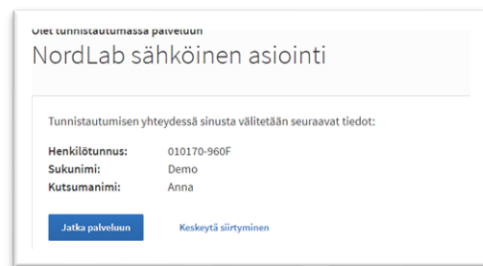 Olet tunnistautumassa palveluun
NordLab sähköinen asiointi
Tunnistautumisen yhteydessä sinusta välitetään seuraavat tiedot:
Henkilötunnus: 010170-960F
Sukunimi: Demo
Kutsumanimi: Anna
Jatka palveluun Keskeytä siirtyminen